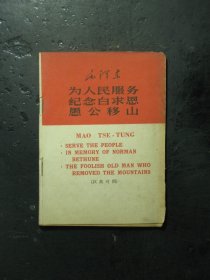 毛泽东
为人民服务
纪念白求恩
愚公移山
MAO TSE-TUNG
· SERVE THE PEOPLE
· IN MEMORY OF NORMAN
BETHUNE
· THE FOOLISH OLD MAN WHO
REMOVED THE MOUNTAINS
(汉英对照)